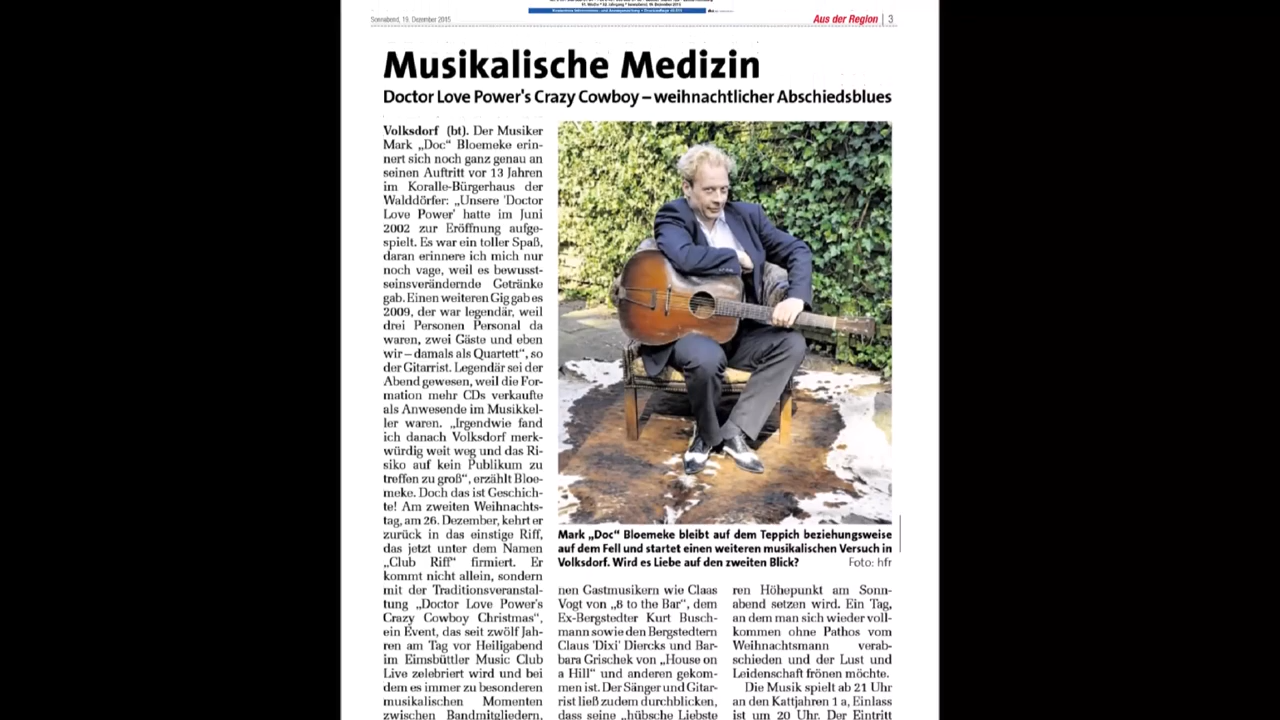 Sonnabend, 19. Dezember 2015
Aus der Region | 3
Musikalische Medizin
Doctor Love Power's Crazy Cowboy – weihnachtlicher Abschiedsblues
Volksdorf (bt). Der Musiker
Mark „Doc“ Bloemeke erin-
nert sich noch ganz genau an
seinen Auftritt vor 13 Jahren
im Koralle-Bürgerhaus der
Walddörfer: „Unsere 'Doctor
Love Power' hatte im Juni
2002 zur Eröffnung aufge-
spielt. Es war ein toller Spaß,
daran erinnere ich mich nur
noch vage, weil es bewusst-
seinsverändernde Getränke
gab. Einen weiteren Gig gab es
2009, der war legendär, weil
drei Personen Personal da
waren, zwei Gäste und eben
wir – damals als Quartett“, so
der Gitarrist. Legendär sei der
Abend gewesen, weil die For-
mation mehr CDs verkaufte
als Anwesende im Musikkel-
ler waren. „Irgendwie fand
ich danach Volksdorf merk-
würdig weit weg und das Ri-
siko auf kein Publikum zu
treffen zu groß“, erzählt Bloe-
meke. Doch das ist Geschich-
te! Am zweiten Weihnachts-
tag, am 26. Dezember, kehrt er
zurück in das einstige Riff,
das jetzt unter dem Namen
„Club Riff“ firmiert. Er
kommt nicht allein, sondern
mit der Traditionsveranstal-
tung „Doctor Love Power's
Crazy Cowboy Christmas“,
ein Event, das seit zwölf Jah-
ren am Tag vor Heiligabend
im Eimsbüttler Music Club
Live zelebriert wird und bei
dem es immer zu besonderen
musikalischen Momenten
zwischen Bandmitgliedern,
Mark „Doc“ Bloemeke bleibt auf dem Teppich beziehungsweise
auf dem Fell und startet einen weiteren musikalischen Versuch in
Volksdorf. Wird es Liebe auf den zweiten Blick? Foto: hfr
nen Gastmusikern wie Claas
Vogt von „8 to the Bar“, dem
Ex-Bergstedter Kurt Busch-
mann sowie den Bergstedtern
Claus 'Dixi' Diercks und Bar-
bara Grischek von „House on
a Hill“ und anderen gekom-
men ist. Der Sänger und Gitar-
rist ließ zudem durchblicken,
dass seine „hübsche Liebste
ren Höhepunkt am Sonn-
abend setzen wird. Ein Tag,
an dem man sich wieder voll-
kommen ohne Pathos vom
Weihnachtsmann verab-
schieden und der Lust und
Leidenschaft frönen möchte.
Die Musik spielt ab 21 Uhr
an den Kattjahren 1 a, Einlass
ist um 20 Uhr. Der Eintritt